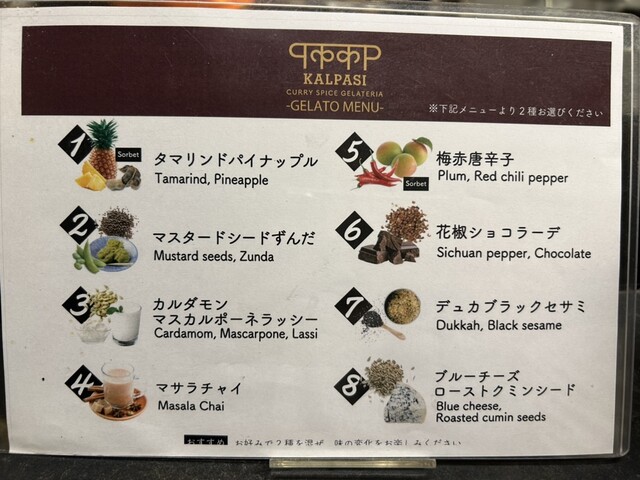 KALPASI
CURRY SPICE GELATERIA
-GELATO MENU-
※下記メニューより２種お選びください
1
Sorbet
タマリンドパイナップル
Tamarind, Pineapple
2
マスタードシードずんだ
Mustard seeds, Zunda
3
カルダモン
マスカルポーネラッシー
Cardamom, Mascarpone, Lassi
4
マサラチャイ
Masala Chai
5
Sorbet
梅赤唐辛子
Plum, Red chili pepper
6
花椒ショコラーデ
Sichuan pepper, Chocolate
7
デュカブラックセサミ
Dukkah, Black sesame
8
ブルーチーズ
ローストクミンシード
Blue cheese,
Roasted cumin seeds
おすすめ お好みで２種を混ぜ、味の変化をお楽しみください